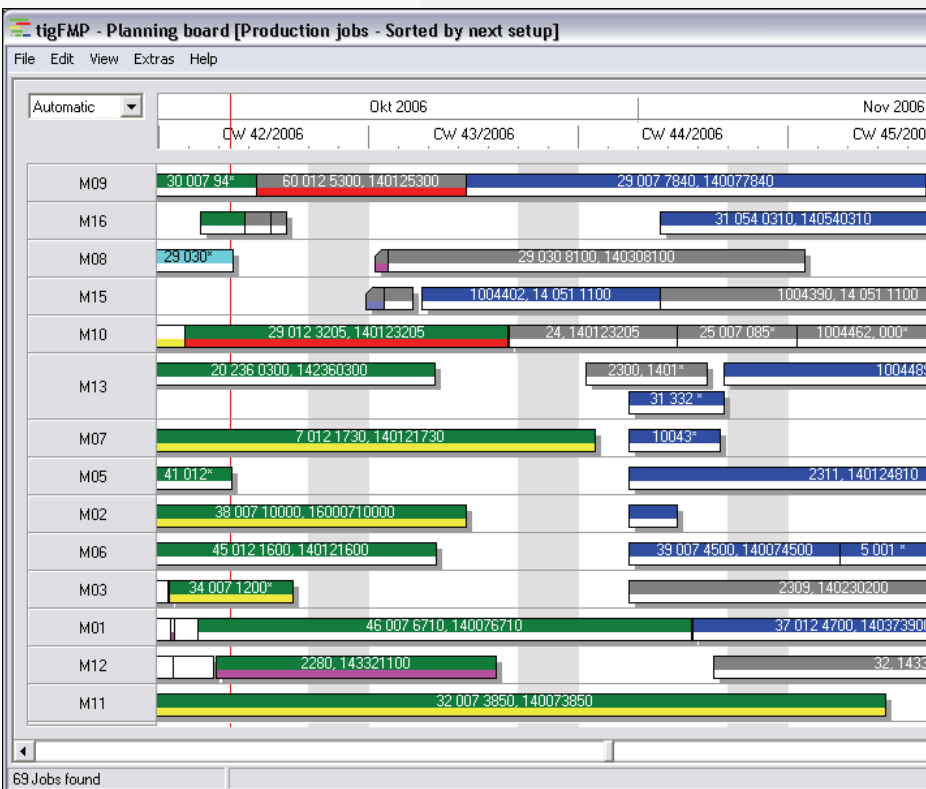 tigFMP - Planning board [Production jobs - Sorted by next setup]
File Edit View Extras Help
Automatic
Okt 2006 Nov 2006
CW 42/2006 CW 43/2006 CW 44/2006 CW 45/200
M09 30 007 94* 60 012 5300, 140125300 29 007 7840, 140077840
M16 31 054 0310, 140540310
M08 29 030* 29 030 8100, 140308100
M15 1004402, 14 051 1100 1004390, 14 051 1100
M10 29 012 3205, 140123205 24, 140123205 25 007 085* 1004462, 000*
M13 20 236 0300, 142360300 2300, 1401* 100448
31 332 *
M07 7 012 1730, 140121730 10043*
M05 41 012* 2311, 140124810
M02 38 007 10000, 16000710000
M06 45 012 1600, 140121600 39 007 4500, 140074500 5 001 *
M03 34 007 1200* 2309, 140230200
M01 46 007 6710, 140076710 37 012 4700, 140373900
M12 2280, 143321100 32, 1433
M11 32 007 3850, 140073850
69 Jobs found